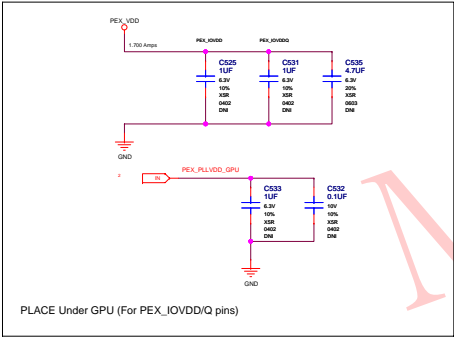 PEX_VDD
1.700 Amps
PEX_IOVDD
PEX_IOVDDQ
C525
1UF
6.3V
10%
X5R
0402
DNI
C531
1UF
6.3V
10%
X5R
0402
DNI
C535
4.7UF
6.3V
20%
X5R
0603
DNI
GND
2
IN
PEX_PLLVDD_GPU
C533
1UF
6.3V
10%
X5R
0402
DNI
C532
0.1UF
10V
10%
X5R
0402
DNI
GND
PLACE Under GPU (For PEX_IOVDD/Q pins)